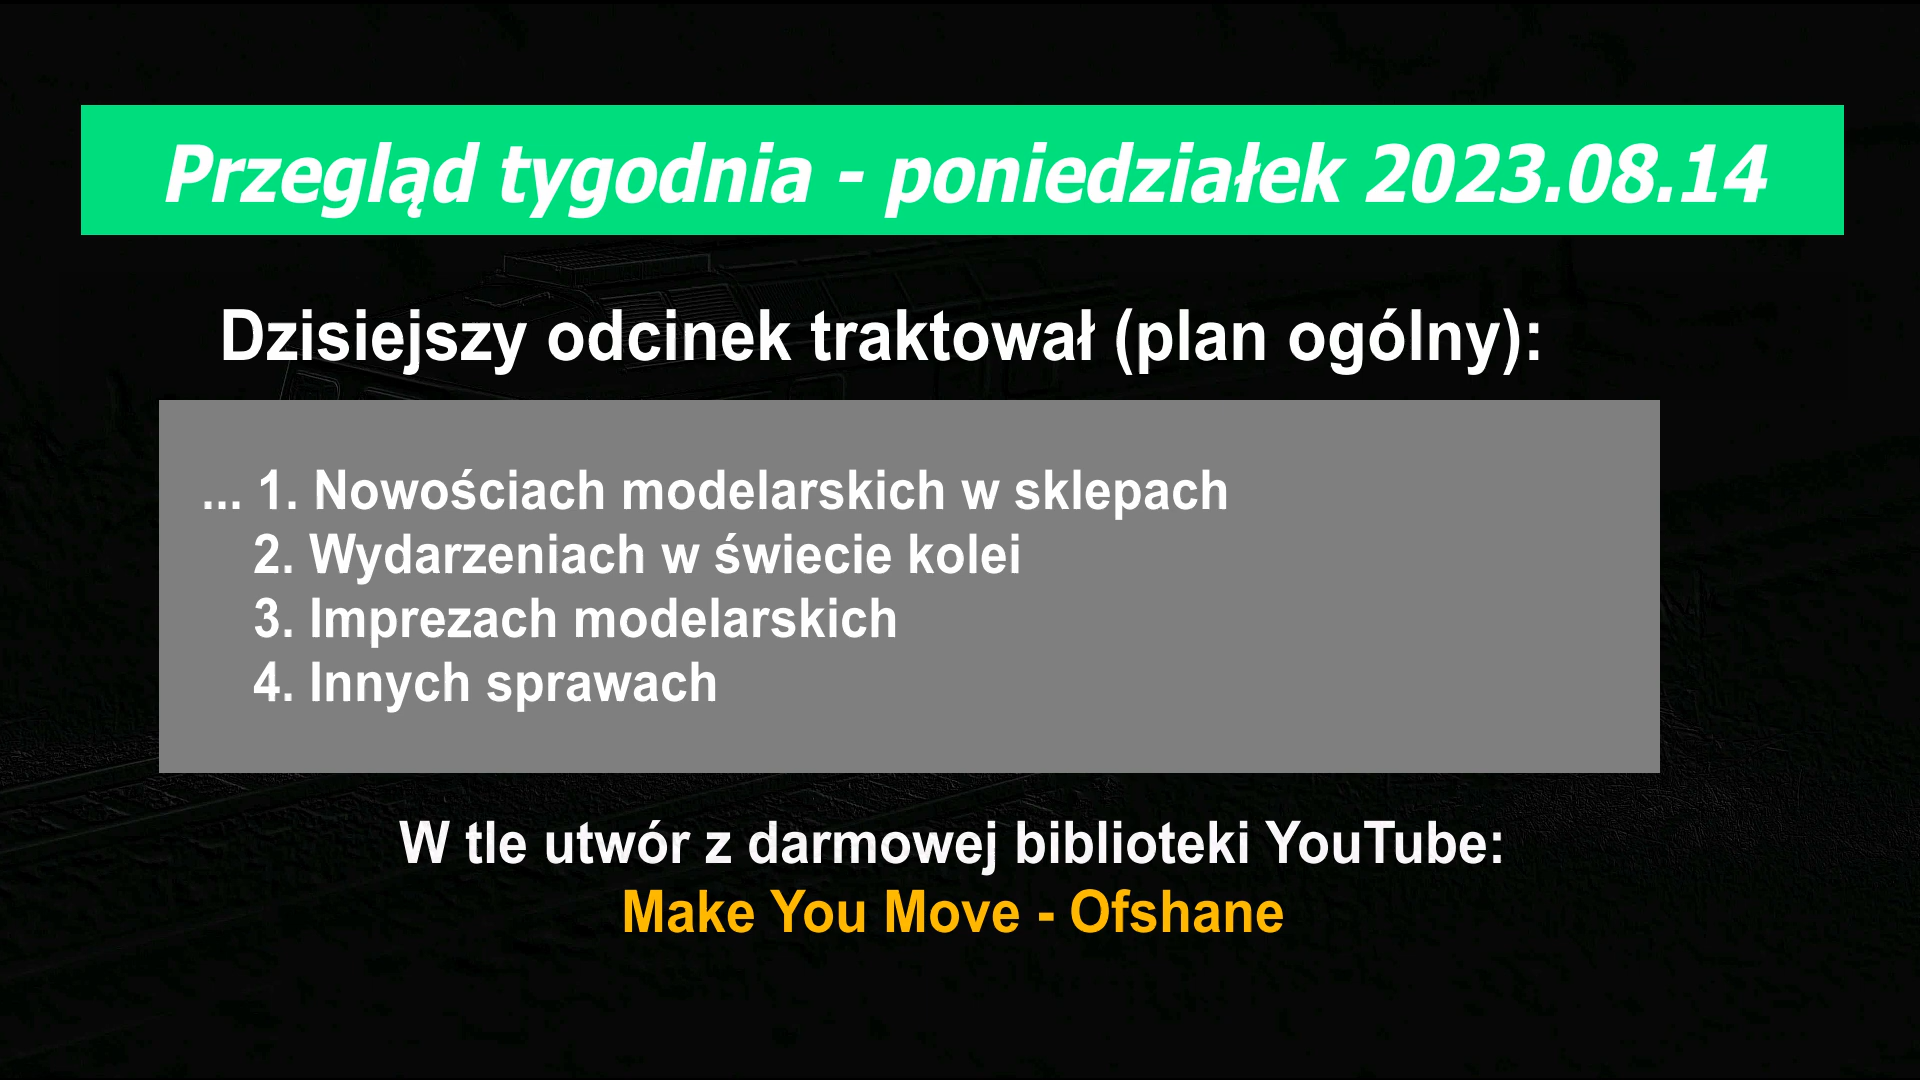 Przegląd tygodnia - poniedziałek 2023.08.14
Dzisiejszy odcinek traktował (plan ogólny):
... 1. Nowościach modelarskich w sklepach
2. Wydarzeniach w świecie kolei
3. Imprezach modelarskich
4. Innych sprawach
W tle utwór z darmowej biblioteki YouTube:
Make You Move - Ofshane